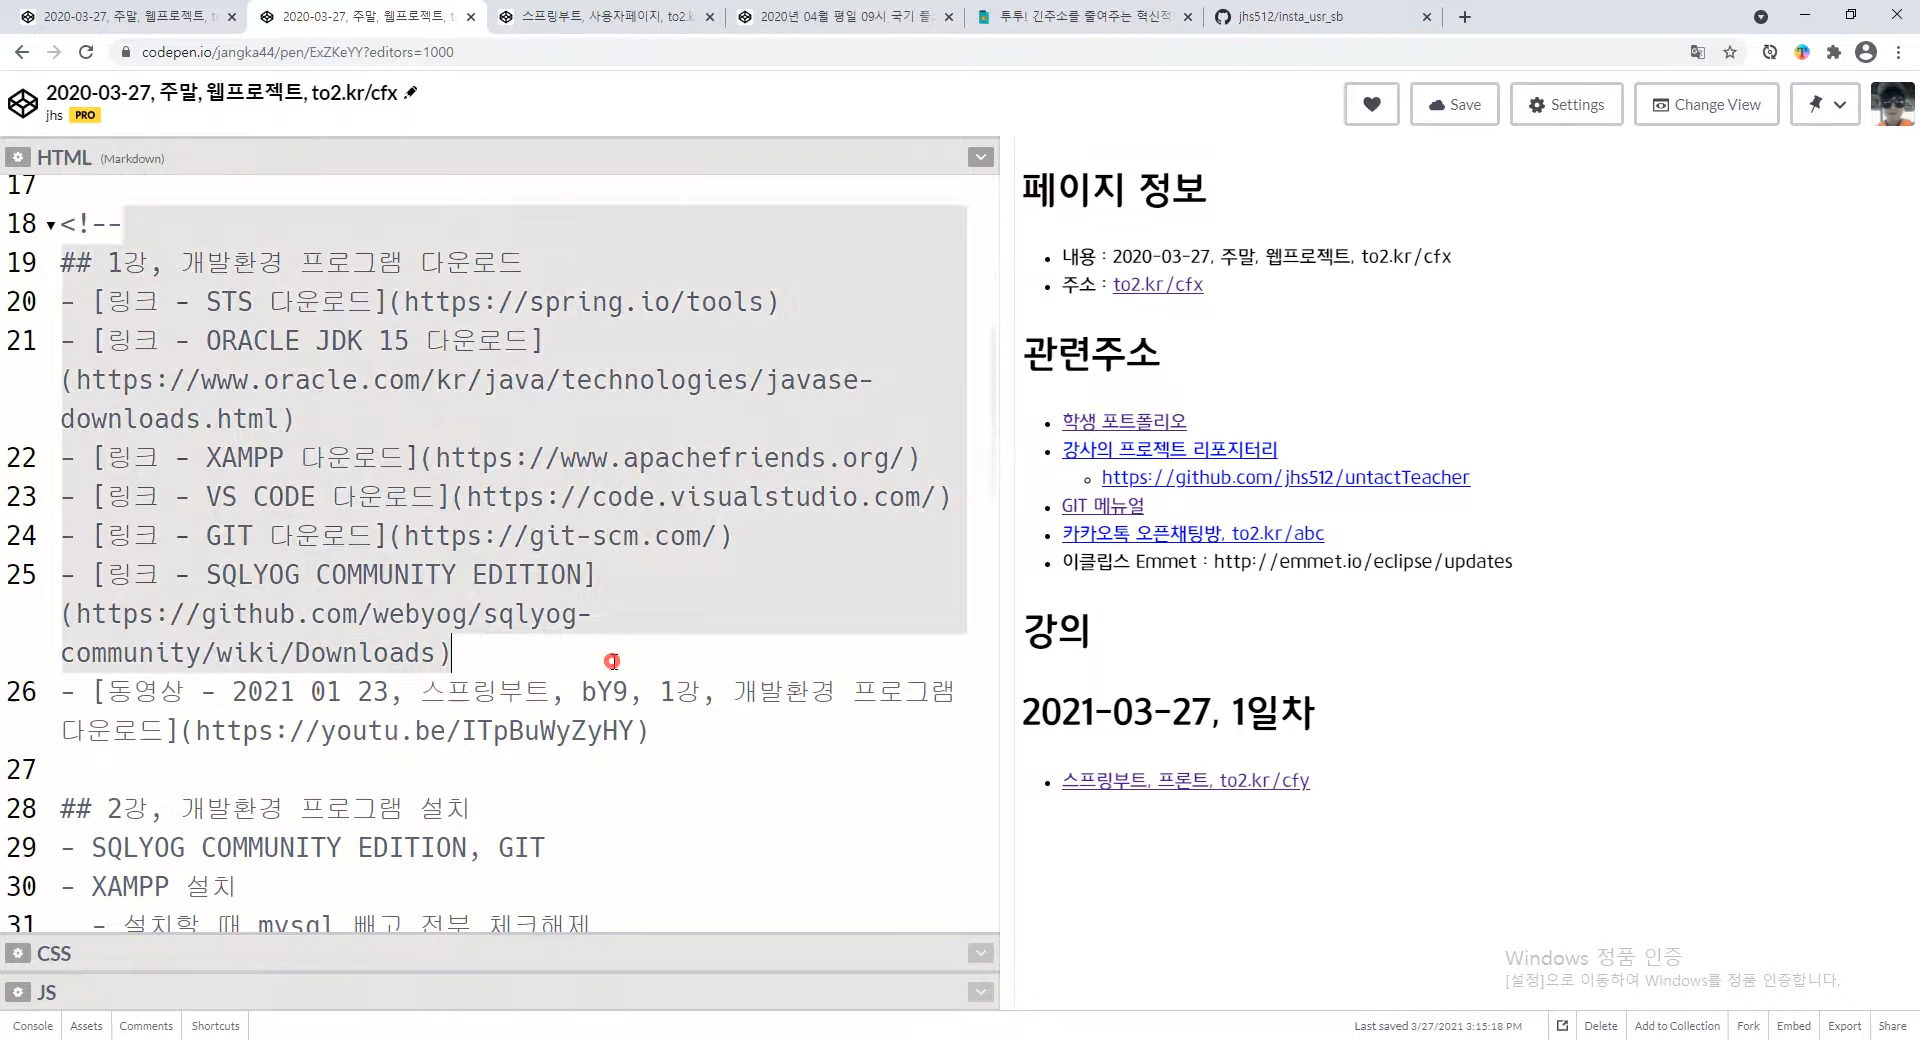 2020-03-27, 주말, 웹프로젝트, t
2020-03-27, 주말, 웹프로젝트, t
스프링부트, 사용자페이지, to2.k
2020년 04월 평일 09시 국기 풀
투투! 긴주소를 줄여주는 혁신적
jhs512/insta_usr_sb
codepen.io/jangka44/pen/ExZKeYY?editors=1000
2020-03-27, 주말, 웹프로젝트, to2.kr/cfx
jhs PRO
Save
Settings
Change View
HTML (Markdown)
17
18 <!--
19 ## 1강, 개발환경 프로그램 다운로드
20 - [링크 - STS 다운로드](https://spring.io/tools)
21 - [링크 - ORACLE JDK 15 다운로드]
(https://www.oracle.com/kr/java/technologies/javase-
downloads.html)
22 - [링크 - XAMPP 다운로드](https://www.apachefriends.org/)
23 - [링크 - VS CODE 다운로드](https://code.visualstudio.com/)
24 - [링크 - GIT 다운로드](https://git-scm.com/)
25 - [링크 - SQLYOG COMMUNITY EDITION]
(https://github.com/webyog/sqlyog-
community/wiki/Downloads)
26 - [동영상 - 2021 01 23, 스프링부트, bY9, 1강, 개발환경 프로그램
다운로드](https://youtu.be/ITpBuWyZyHY)
27
28 ## 2강, 개발환경 프로그램 설치
29 - SQLYOG COMMUNITY EDITION, GIT
30 - XAMPP 설치
31 - 설치할 때 mysql 빼고 전부 체크해제
CSS
JS
페이지 정보
내용 : 2020-03-27, 주말, 웹프로젝트, to2.kr/cfx
주소 : to2.kr/cfx
관련주소
학생 포트폴리오
강사의 프로젝트 리포지터리
https://github.com/jhs512/untactTeacher
GIT 메뉴얼
카카오톡 오픈채팅방, to2.kr/abc
이클립스 Emmet : http://emmet.io/eclipse/updates
강의
2021-03-27, 1일차
스프링부트, 프론트, to2.kr/cfy
Windows 정품 인증
[설정]으로 이동하여 Windows를 정품 인증합니다.
Console Assets Comments Shortcuts
Last saved 3/27/2021 3:15:18 PM
Delete Add to Collection Fork Embed Export Share